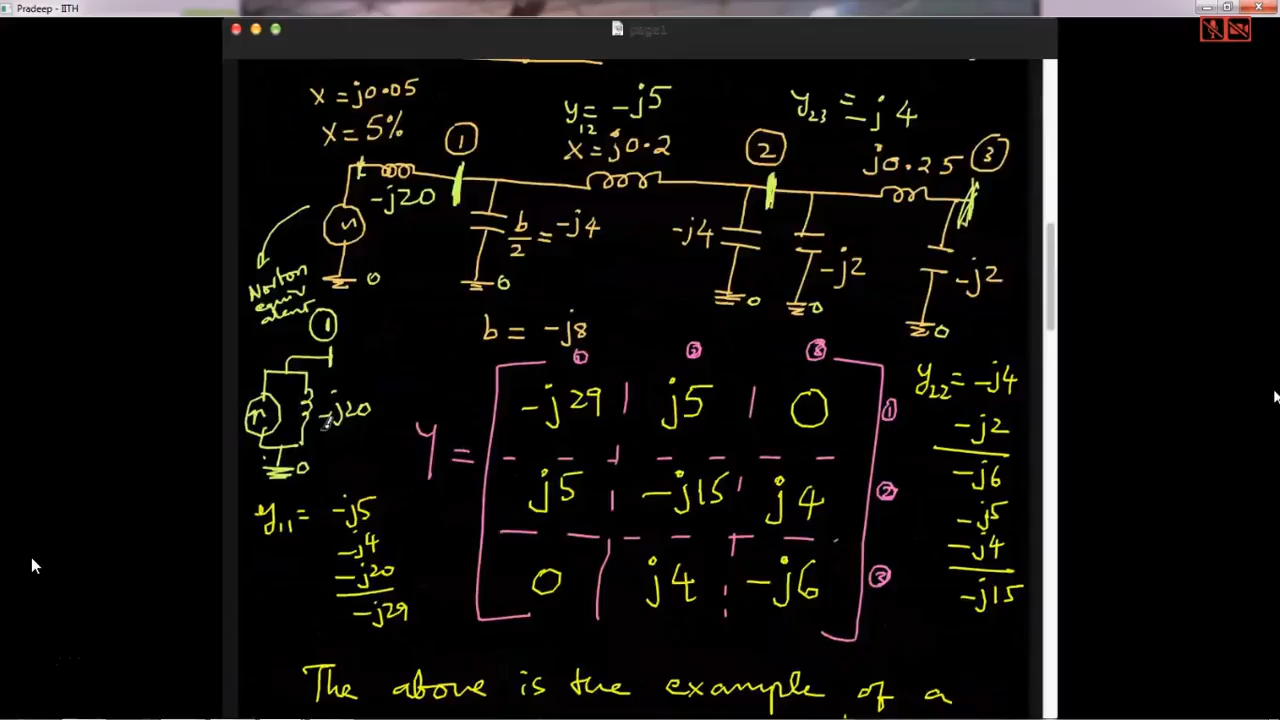 Pradeep - IITH
page1
x = j0.05
x = 5%
1
y12 = -j5
x = j0.2
2
y23 = -j4
j0.25
3
-j20
b/2 = -j4
-j4
-j2
-j2
0
0
0
0
0
Norton
equiv
alent
1
b = -j8
-j20
0
① ② ③
Y =
-j29 j5 0 ①
j5 -j15 j4 ②
0 j4 -j6 ③
y11 = -j5
-j4
-j20
-j29
y22 = -j4
-j2
-j6
-j5
-j4
-j15
The above is the example of a